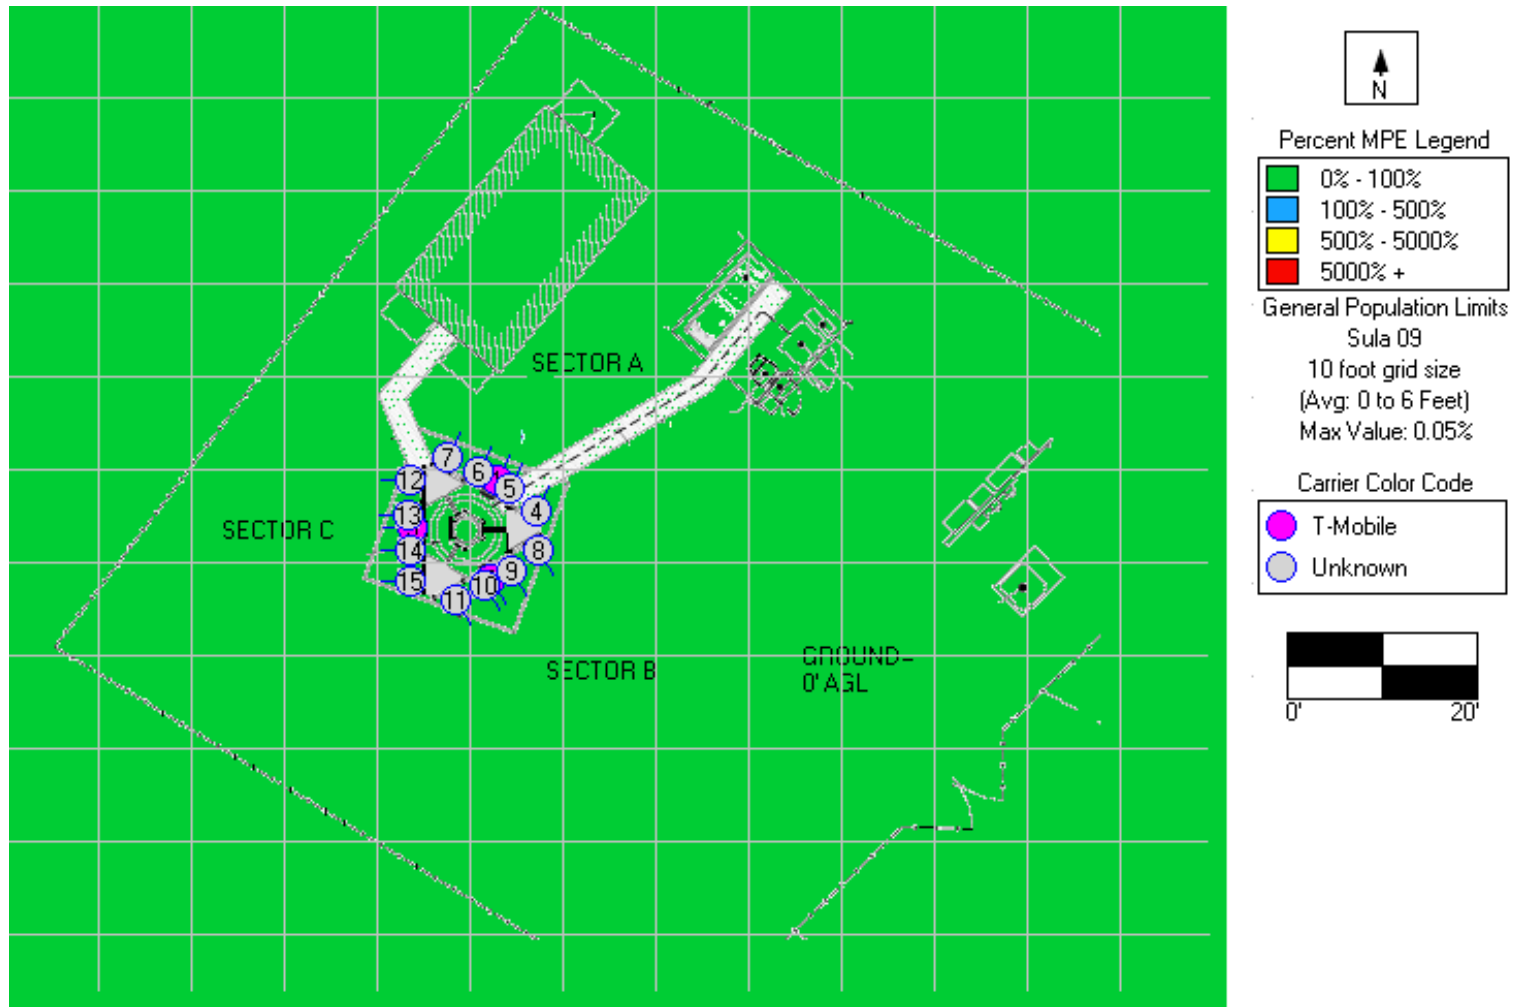 N
Percent MPE Legend
0% - 100%
100% - 500%
500% - 5000%
5000% +
General Population Limits
Sula 09
10 foot grid size
(Avg: 0 to 6 Feet)
Max Value: 0.05%
Carrier Color Code
T-Mobile
Unknown
0' 20'
SECTOR A
7
6
12
5
4
13
SECTOR C
14
8
9
15
10
11
SECTOR B
GROUND-
0' AGL